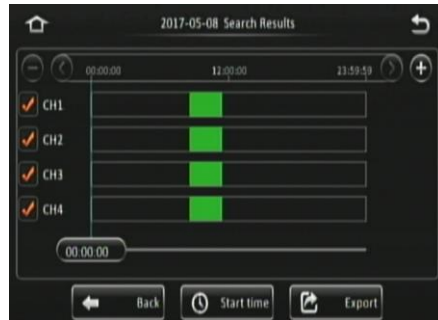 2017-05-08 Search Results
00:00:00 12:00:00 23:59:59
CH1
CH2
CH3
CH4
00:00:00
Back Start time Export